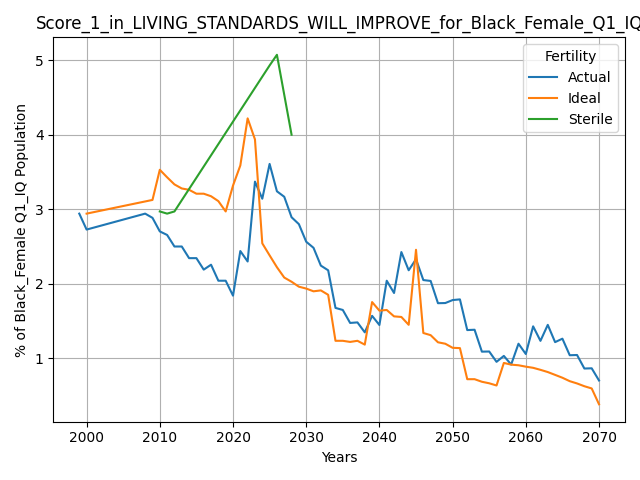 Score_1_in_LIVING_STANDARDS_WILL_IMPROVE_for_Black_Female_Q1_IQ
Fertility
Actual
Ideal
Sterile
% of Black_Female Q1_IQ Population
5
4
3
2
1
2000 2010 2020 2030 2040 2050 2060 2070
Years